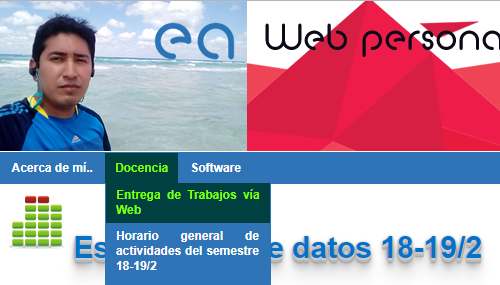 ea Web persona
Acerca de mí.. Docencia Software
Entrega de Trabajos vía
Web
Horario general de
actividades del semestre
18-19/2
Es e datos 18-19/2